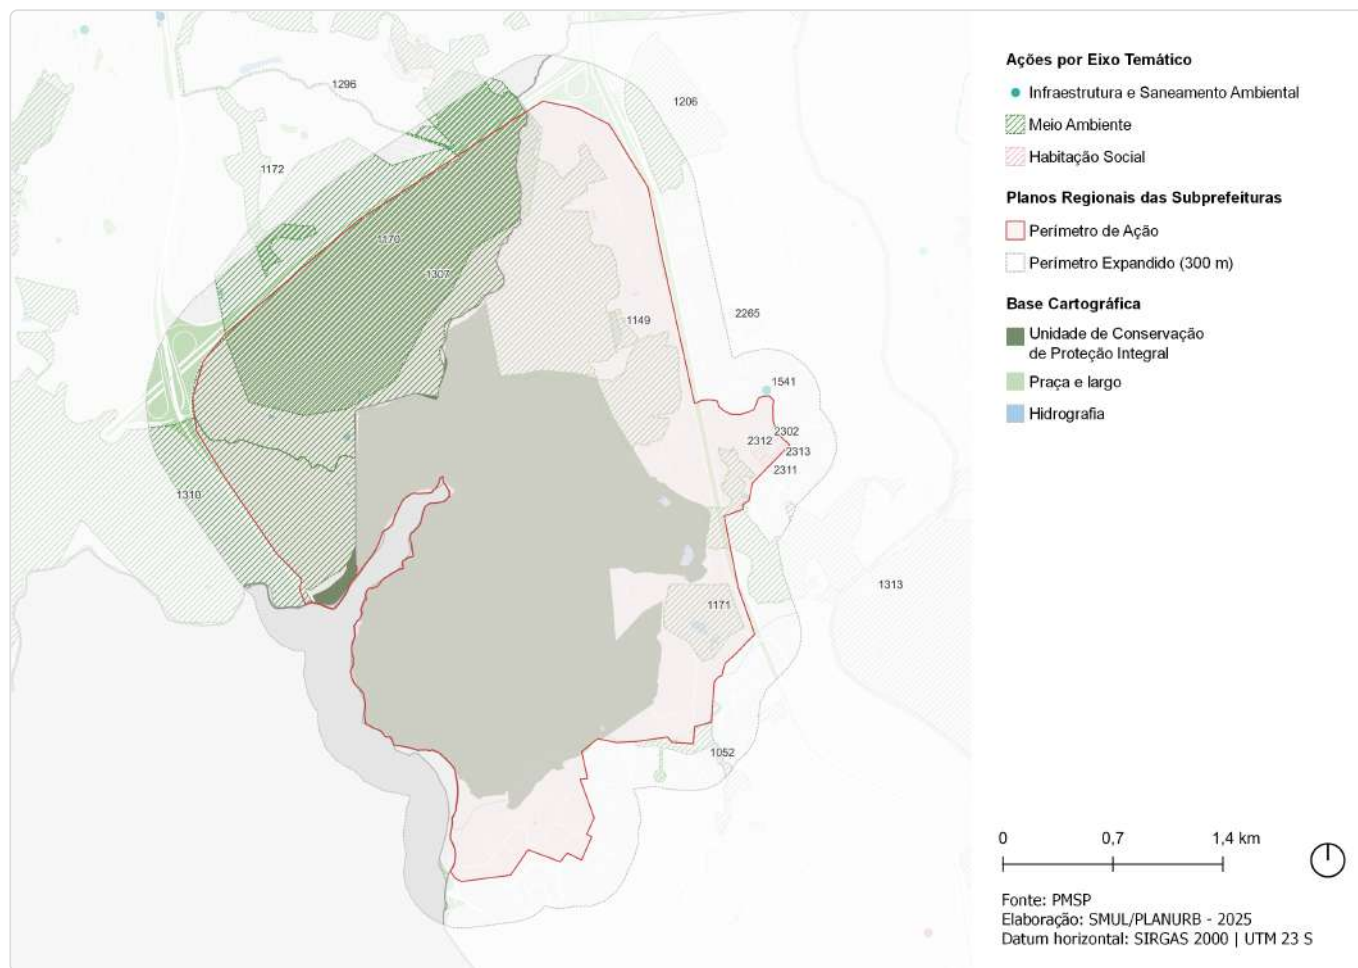 1296
1206
1172
1170
1307
1149
2265
1541
2302
2312
2313
2311
1310
1313
1171
1052
Ações por Eixo Temático
Infraestrutura e Saneamento Ambiental
Meio Ambiente
Habitação Social
Planos Regionais das Subprefeituras
Perímetro de Ação
Perímetro Expandido (300 m)
Base Cartográfica
Unidade de Conservação
de Proteção Integral
Praça e largo
Hidrografia
0 0,7 1,4 km
Fonte: PMSP
Elaboração: SMUL/PLANURB - 2025
Datum horizontal: SIRGAS 2000 | UTM 23 S